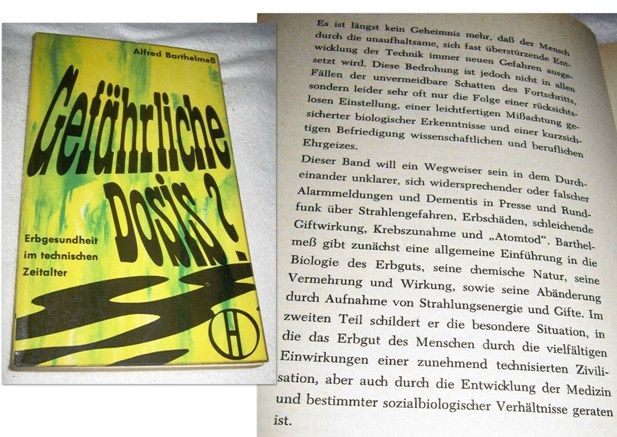 Alfred Barthelmeß
Gefährliche
Dosis?
Erbgesundheit
im technischen
Zeitalter
H
Es ist längst kein Geheimnis mehr, daß der Mensch
durch die unaufhaltsame, sich fast überstürzende Ent-
wicklung der Technik immer neuen Gefahren ausge-
setzt wird. Diese Bedrohung ist jedoch nicht in allen
Fällen der unvermeidbare Schatten des Fortschritts,
sondern leider sehr oft nur die Folge einer rücksichts-
losen Einstellung, einer leichtfertigen Mißachtung ge-
sicherter biologischer Erkenntnisse und einer kurzsich-
tigen Befriedigung wissenschaftlichen und beruflichen
Ehrgeizes.
Dieser Band will ein Wegweiser sein in dem Durch-
einander unklarer, sich widersprechender oder falscher
Alarmmeldungen und Dementis in Presse und Rund-
funk über Strahlengefahren, Erbschäden, schleichende
Giftwirkung, Krebszunahme und „Atomtod". Barthel-
meß gibt zunächst eine allgemeine Einführung in die
Biologie des Erbguts, seine chemische Natur, seine
Vermehrung und Wirkung, sowie seine Abänderung
durch Aufnahme von Strahlungsenergie und Gifte. Im
zweiten Teil schildert er die besondere Situation, in
die das Erbgut des Menschen durch die vielfältigen
Einwirkungen einer zunehmend technisierten Zivili-
sation, aber auch durch die Entwicklung der Medizin
und bestimmter sozialbiologischer Verhältnisse geraten
ist.